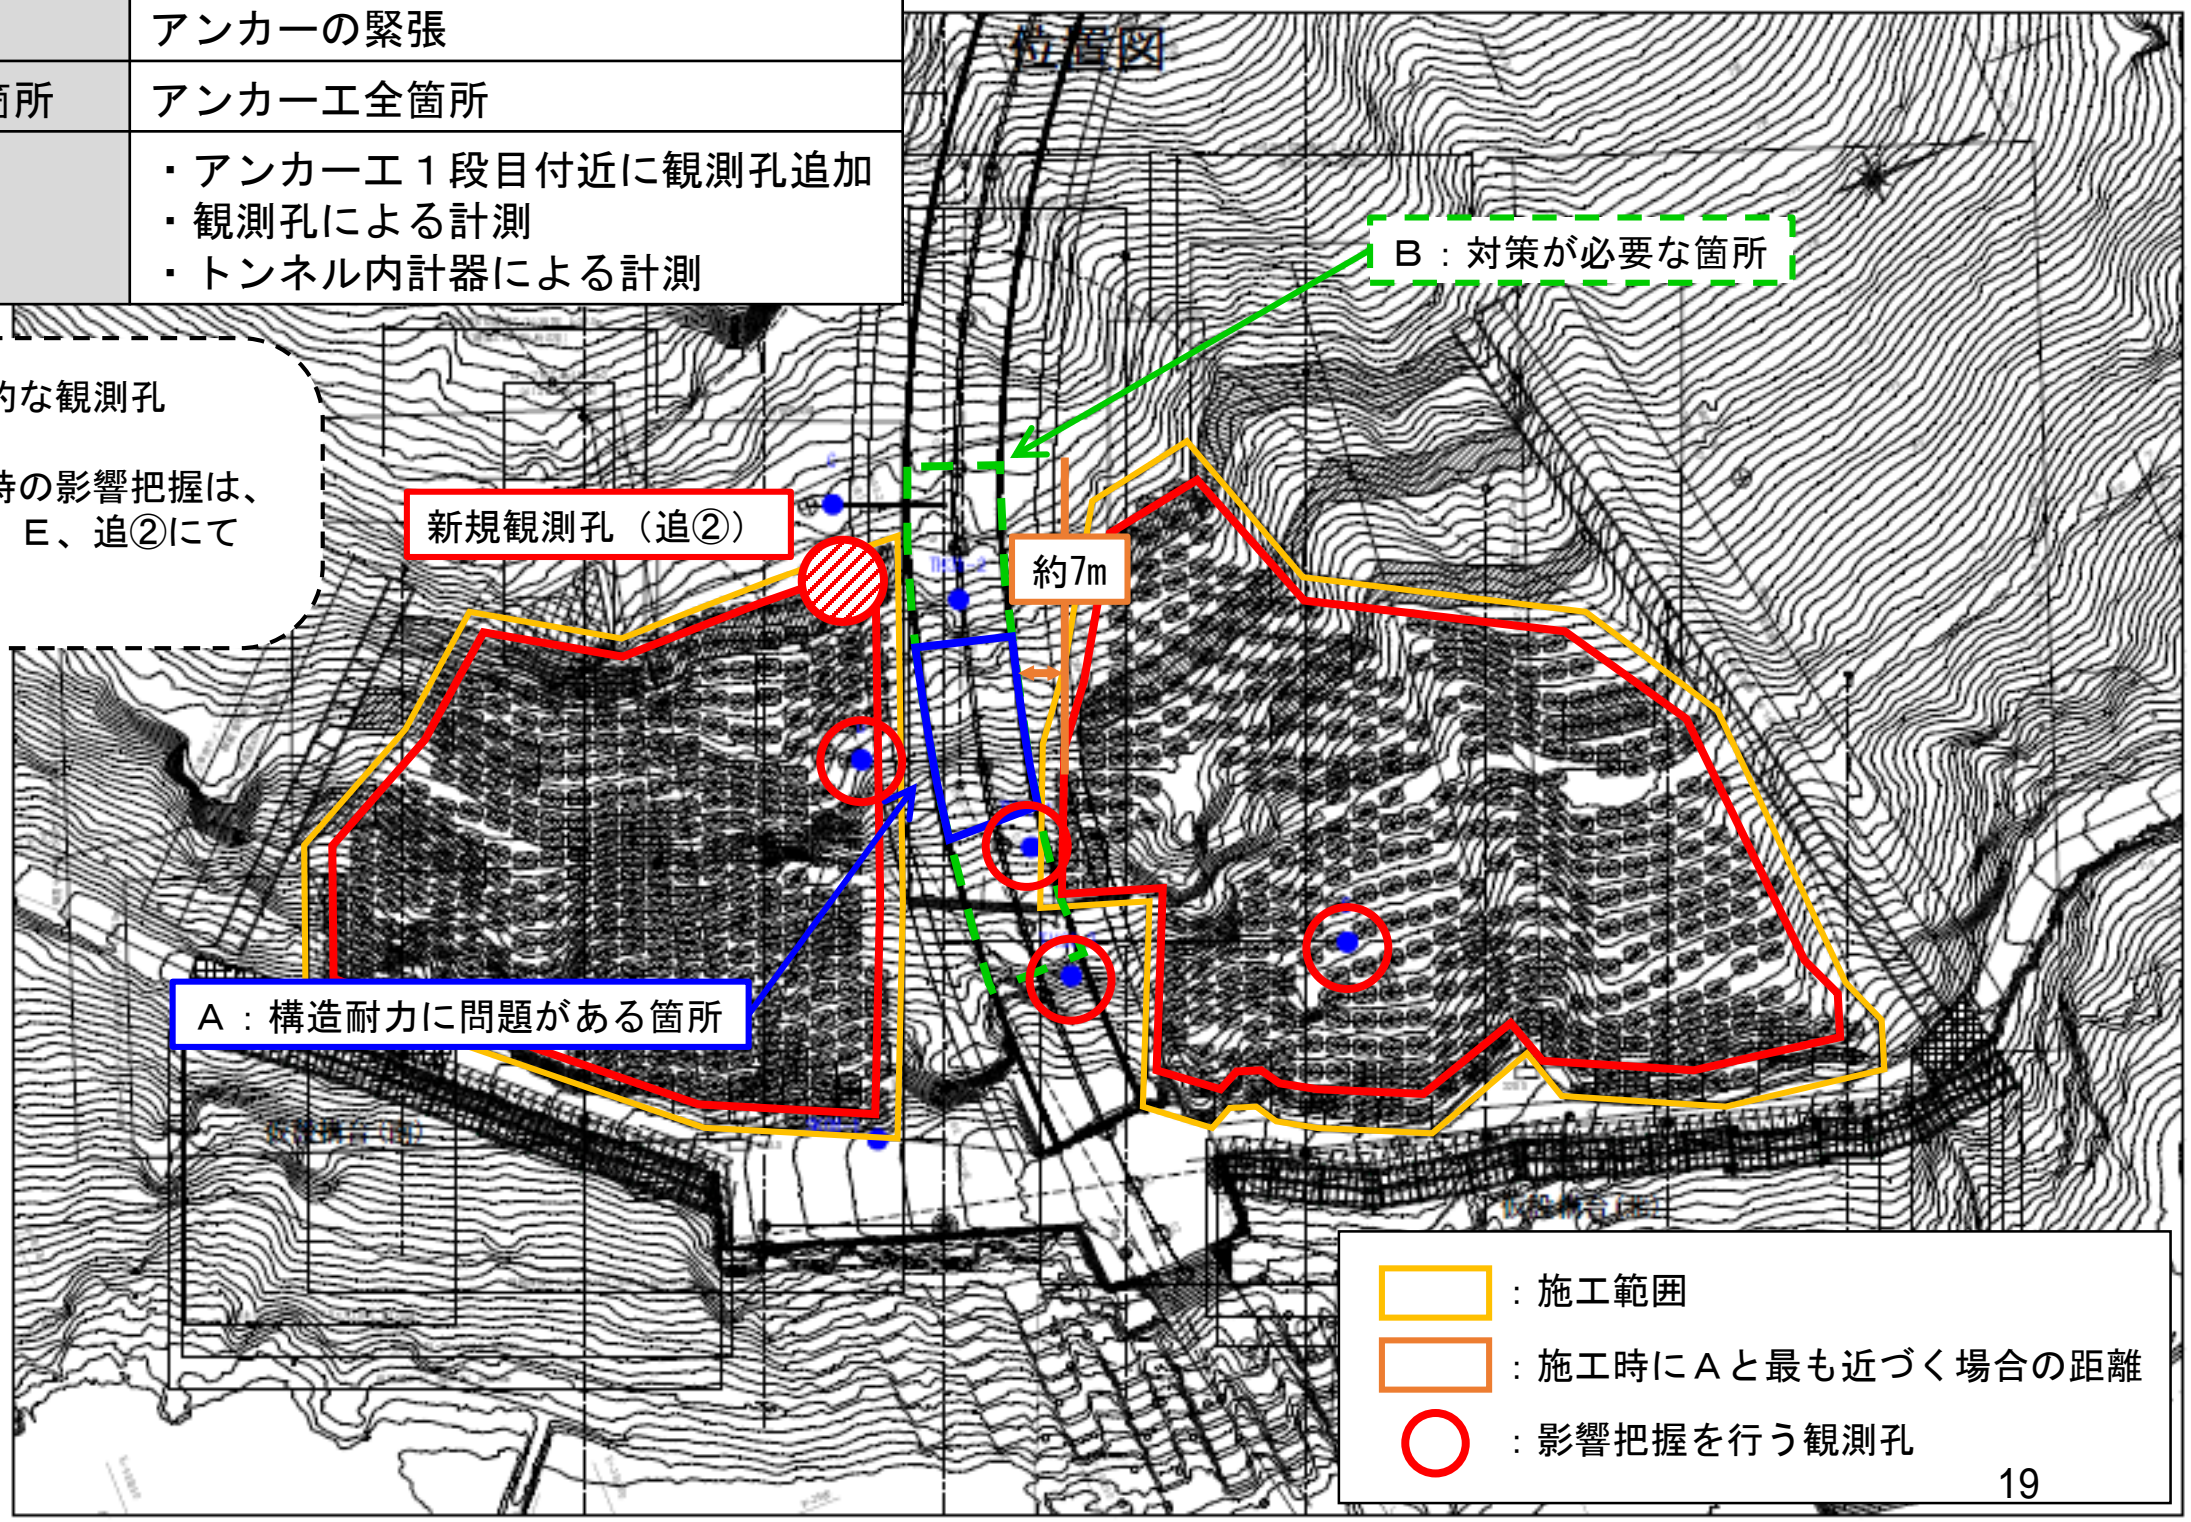 アンカーの緊張
箇所
アンカー工全箇所
・アンカー工１段目付近に観測孔追加
・観測孔による計測
・トンネル内計器による計測
位置図
Ｂ：対策が必要な箇所
的な観測孔
時の影響把握は、
Ｅ、追②にて
新規観測孔（追②）
約7m
Ａ：構造耐力に問題がある箇所
：施工範囲
：施工時にＡと最も近づく場合の距離
：影響把握を行う観測孔
19